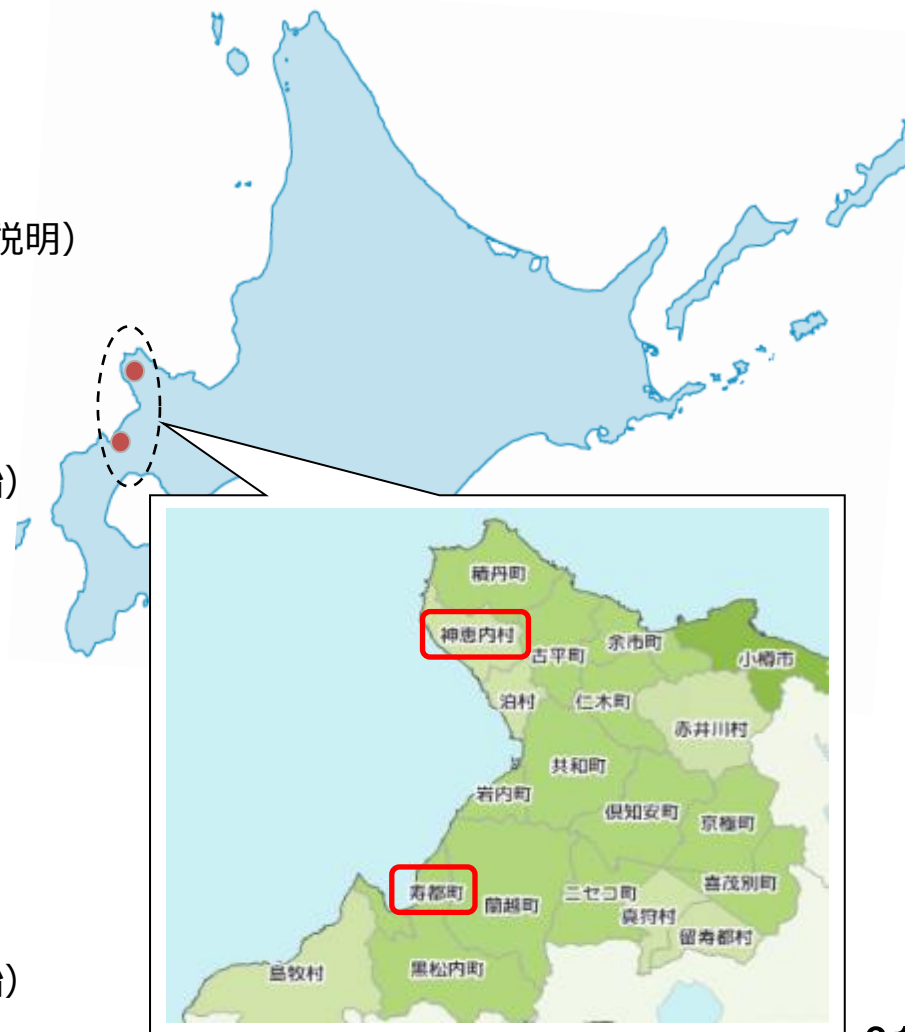 説明）
積丹町
神恵内村
古平町
余市町
小樽市
泊村
仁木町
赤井川村
共和町
岩内町
倶知安町
京極町
寿都町
蘭越町
ニセコ町
喜茂別町
真狩村
留寿都村
島牧村
黒松内町